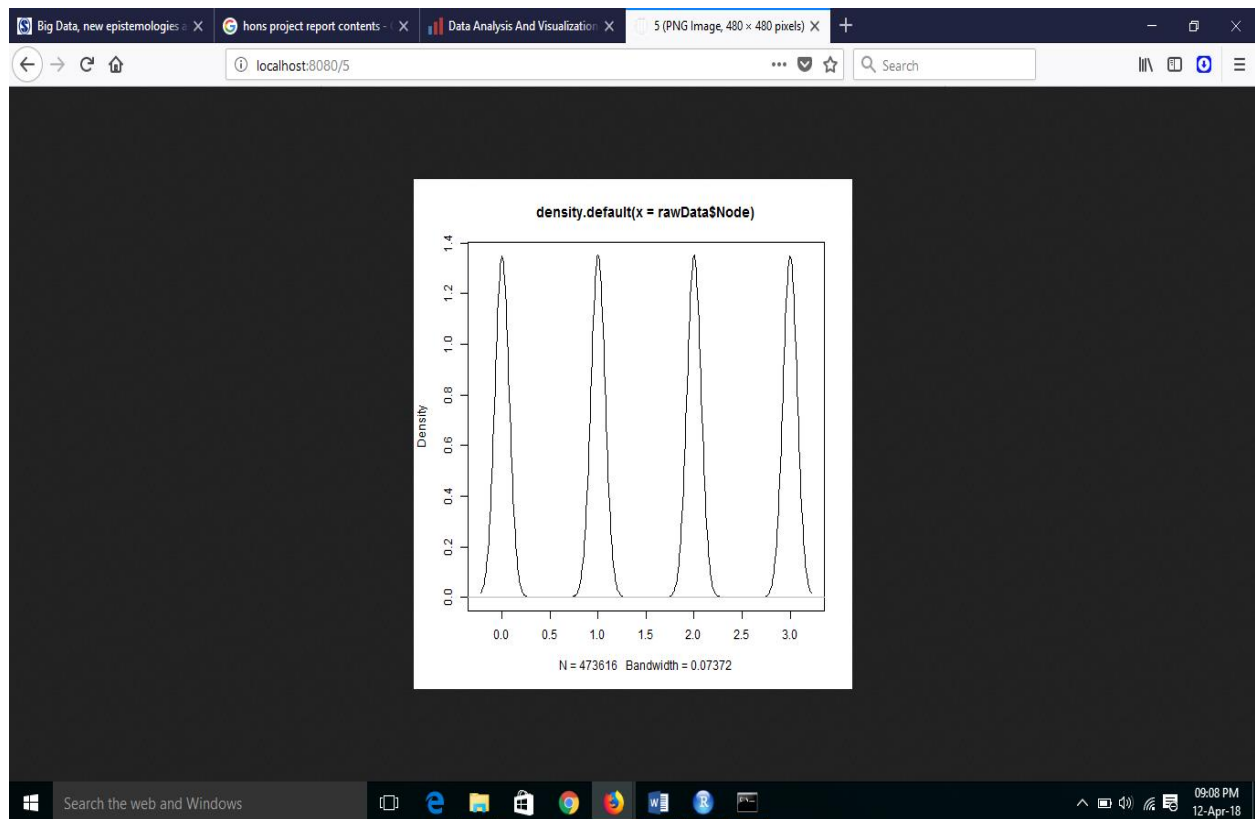 Big Data, new epistemologies a
hons project report contents -
Data Analysis And Visualization
5 (PNG Image, 480 × 480 pixels)
localhost:8080/5
Search
density.default(x = rawData$Node)
Density
1.4
1.2
1.0
0.8
0.6
0.4
0.2
0.0
0.0 0.5 1.0 1.5 2.0 2.5 3.0
N = 473616 Bandwidth = 0.07372
Search the web and Windows
09:08 PM
12-Apr-18